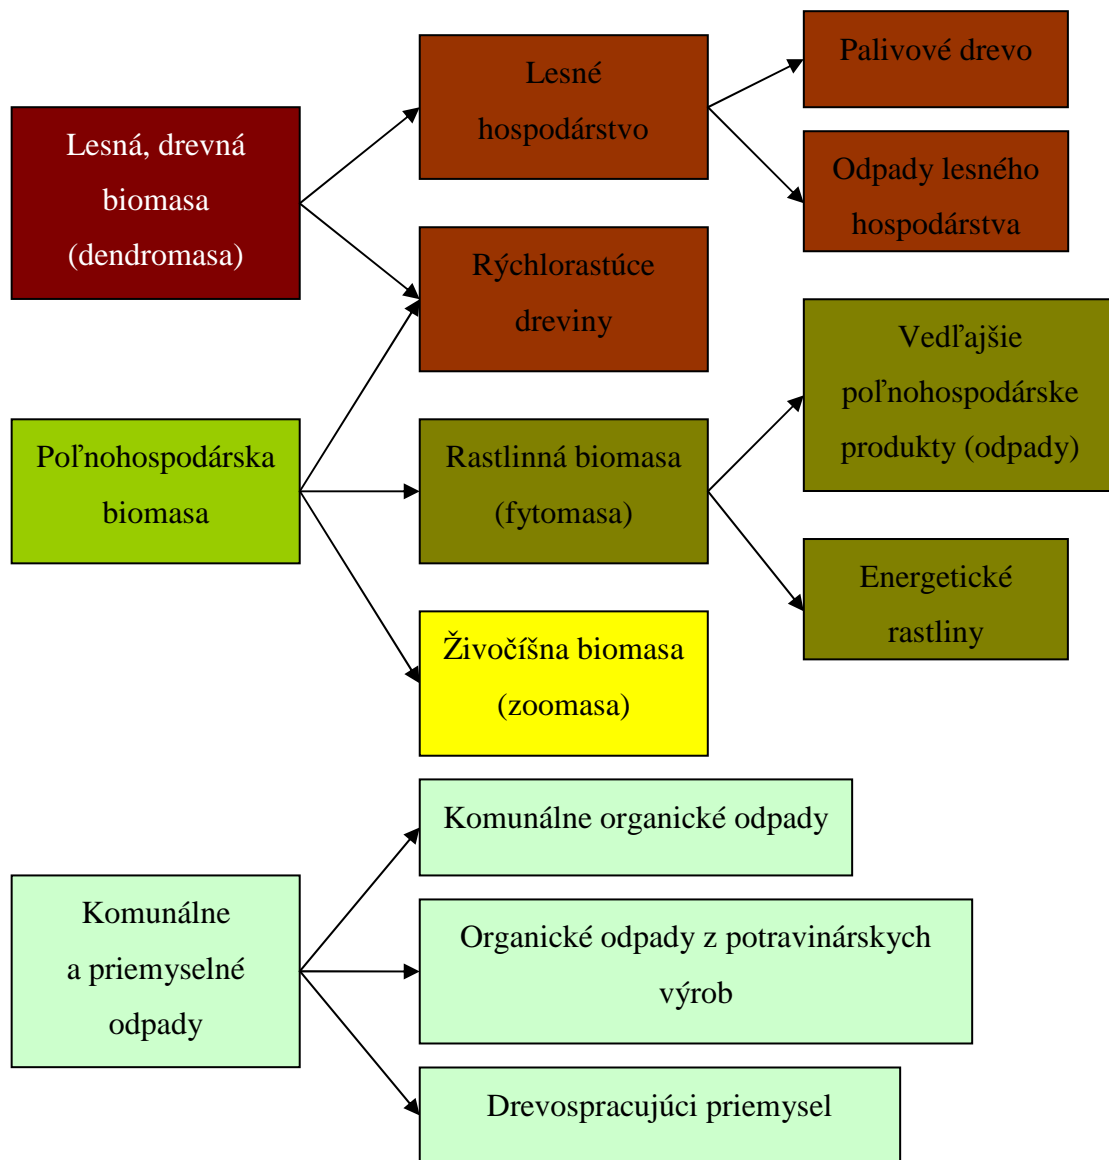 Lesná, drevná
biomasa
(dendromasa)
Lesné
hospodárstvo
Palivové drevo
Odpady lesného
hospodárstva
Rýchlorastúce
dreviny
Poľnohospodárska
biomasa
Rastlinná biomasa
(fytomasa)
Vedľajšie
poľnohospodárske
produkty (odpady)
Energetické
rastliny
Živočíšna biomasa
(zoomasa)
Komunálne
a priemyselné
odpady
Komunálne organické odpady
Organické odpady z potravinárskych
výrob
Drevospracujúci priemysel